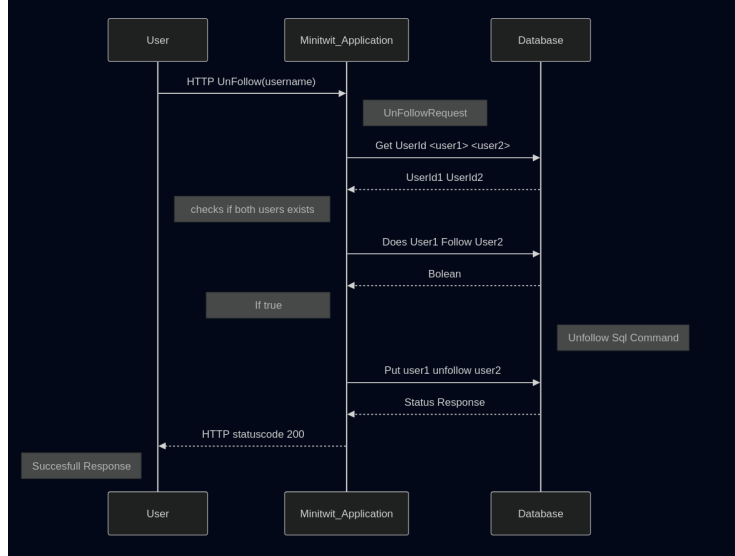 User
Minitwit_Application
Database
HTTP UnFollow(username)
UnFollowRequest
Get UserId <user1> <user2>
UserId1 UserId2
checks if both users exists
Does User1 Follow User2
Bolean
If true
Unfollow Sql Command
Put user1 unfollow user2
Status Response
HTTP statuscode 200
Succesfull Response
User
Minitwit_Application
Database